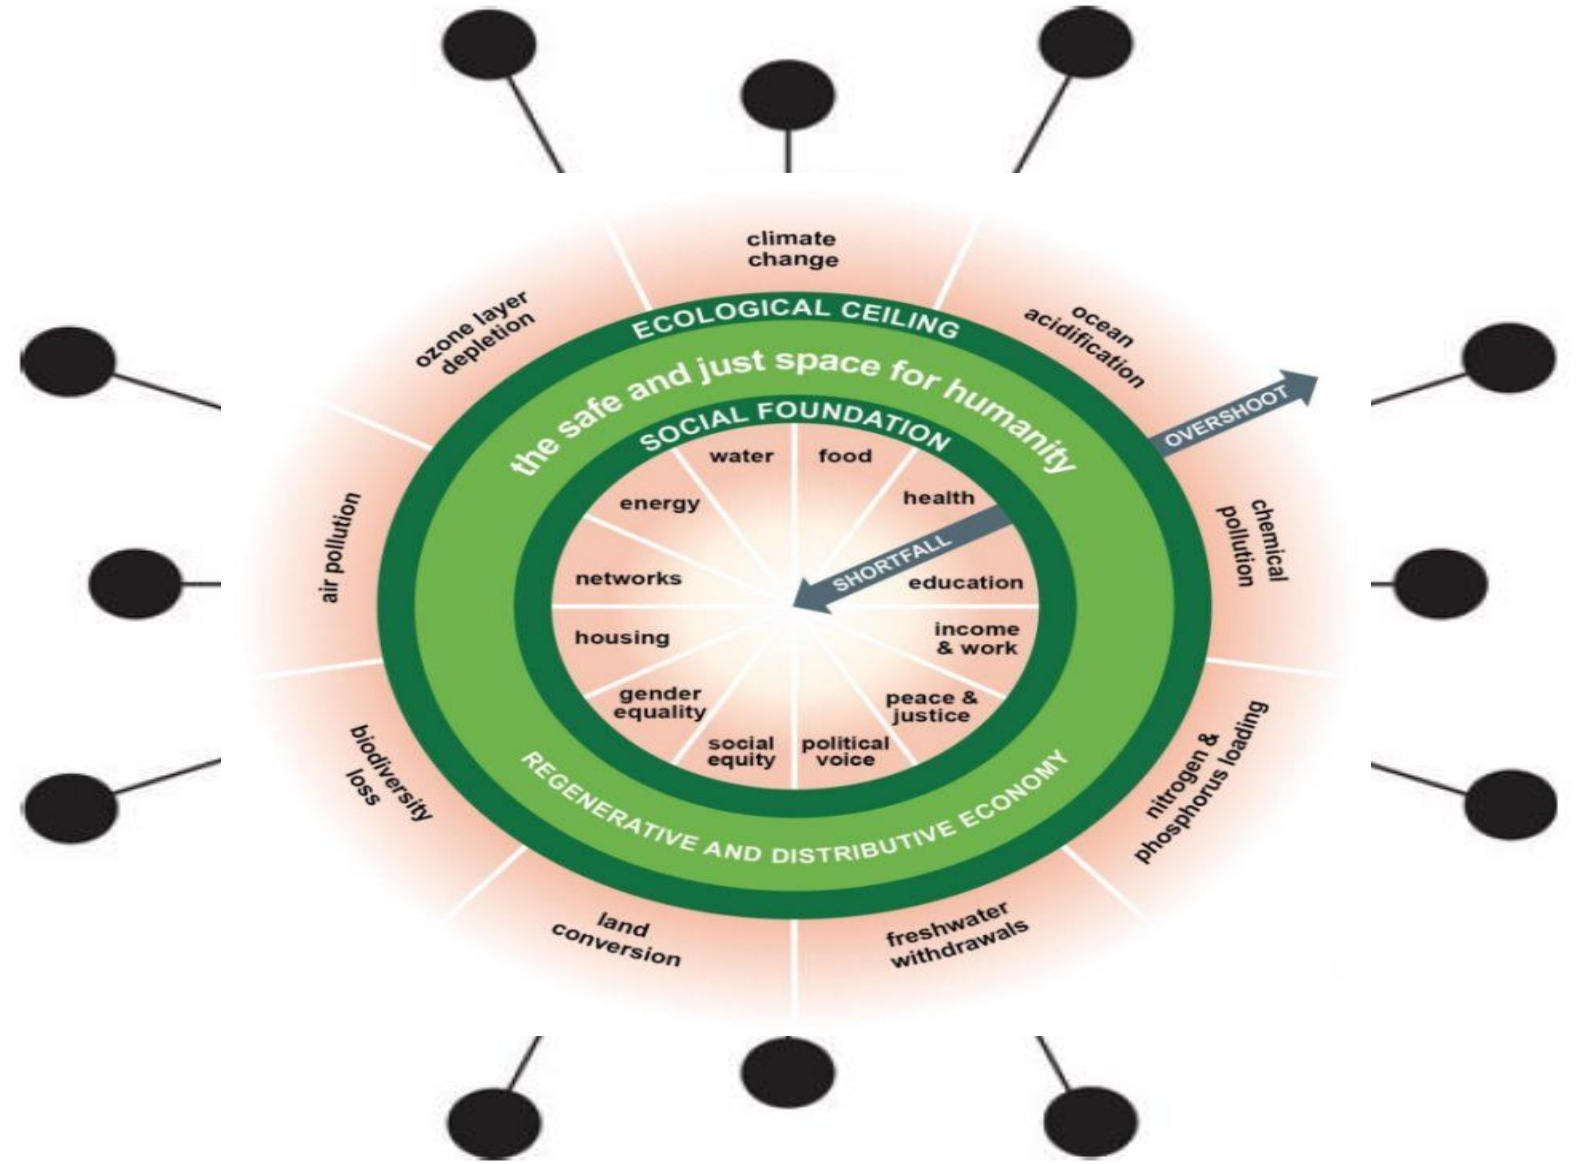 climate
change
ozone layer
depletion
ocean
acidification
ECOLOGICAL CEILING
the safe and just space for humanity
OVERSHOOT
SOCIAL FOUNDATION
water
food
energy
health
air pollution
chemical
pollution
SHORTFALL
networks
education
housing
income
& work
gender
equality
peace &
justice
social
equity
political
voice
biodiversity
loss
nitrogen &
phosphorus loading
REGENERATIVE AND DISTRIBUTIVE ECONOMY
land
conversion
freshwater
withdrawals